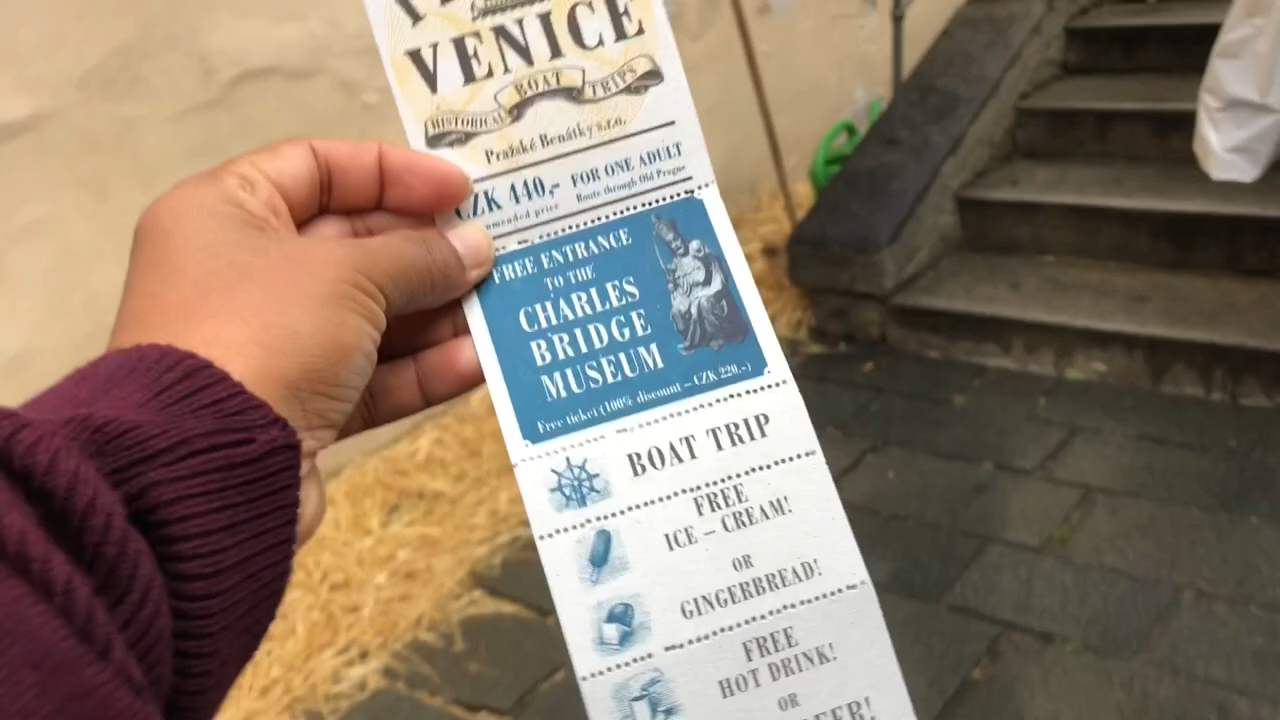 VENICE
HISTORICAL BOAT TRIPS
Pražské Benátky s.r.o.
CZK 440,- FOR ONE ADULT
Route through Old Prague
price
FREE ENTRANCE
TO THE
CHARLES
BRIDGE
MUSEUM
Free ticket (100% discount – CZK 220,-)
BOAT TRIP
FREE
ICE – CREAM!
OR
GINGERBREAD!
FREE
HOT DRINK!
OR